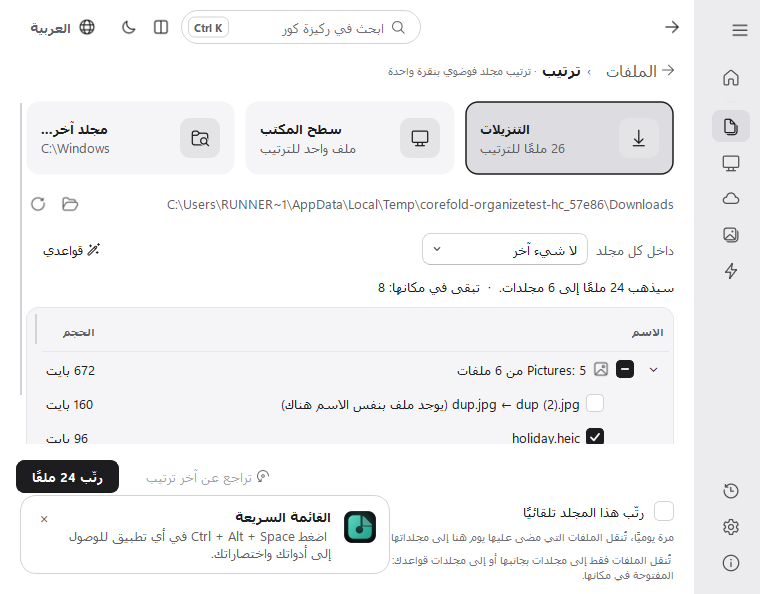 العربية
ابحث في ركيزة كور
Ctrl K
الملفات › ترتيب · ترتيب مجلد فوضوي بنقرة واحدة
التنزيلات
26 ملفًا للترتيب
سطح المكتب
ملف واحد للترتيب
مجلد آخر...
C:\Windows
C:\Users\RUNNER~1\AppData\Local\Temp\corefold-organizetest-hc_57e86\Downloads
داخل كل مجلد
لا شيء آخر
قواعدي
سيذهب 24 ملفًا إلى 6 مجلدات. · تبقى في مكانها: 8
الاسم
الحجم
Pictures: 5 من 6 ملفات
672 بايت
dup.jpg ← dup (2).jpg (يوجد ملف بنفس الاسم هناك)
160 بايت
holiday.heic
96 بايت
تراجع عن آخر ترتيب
رتّب 24 ملفًا
رتّب هذا المجلد تلقائيًا
مرة يوميًا، تُنقل الملفات التي مضى عليها يوم هنا إلى مجلداتها
تُنقل الملفات فقط إلى مجلدات بجانبها أو إلى مجلدات قواعدك:
المفتوحة في مكانها.
القائمة السريعة
اضغط Ctrl + Alt + Space في أي تطبيق للوصول
إلى أدواتك واختصاراتك.